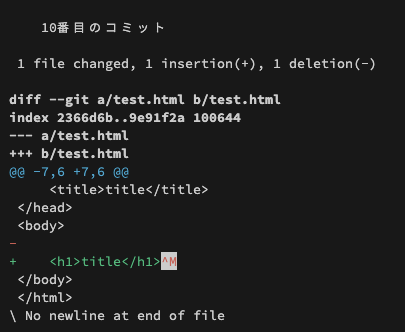 10番目のコミット
 1 file changed, 1 insertion(+), 1 deletion(-)
diff --git a/test.html b/test.html
index 2366d6b..9e91f2a 100644
--- a/test.html
+++ b/test.html
@@ -7,6 +7,6 @@
     <title>title</title>
 </head>
 <body>
-
+    <h1>title</h1>^M
 </body>
 </html>
\ No newline at end of file